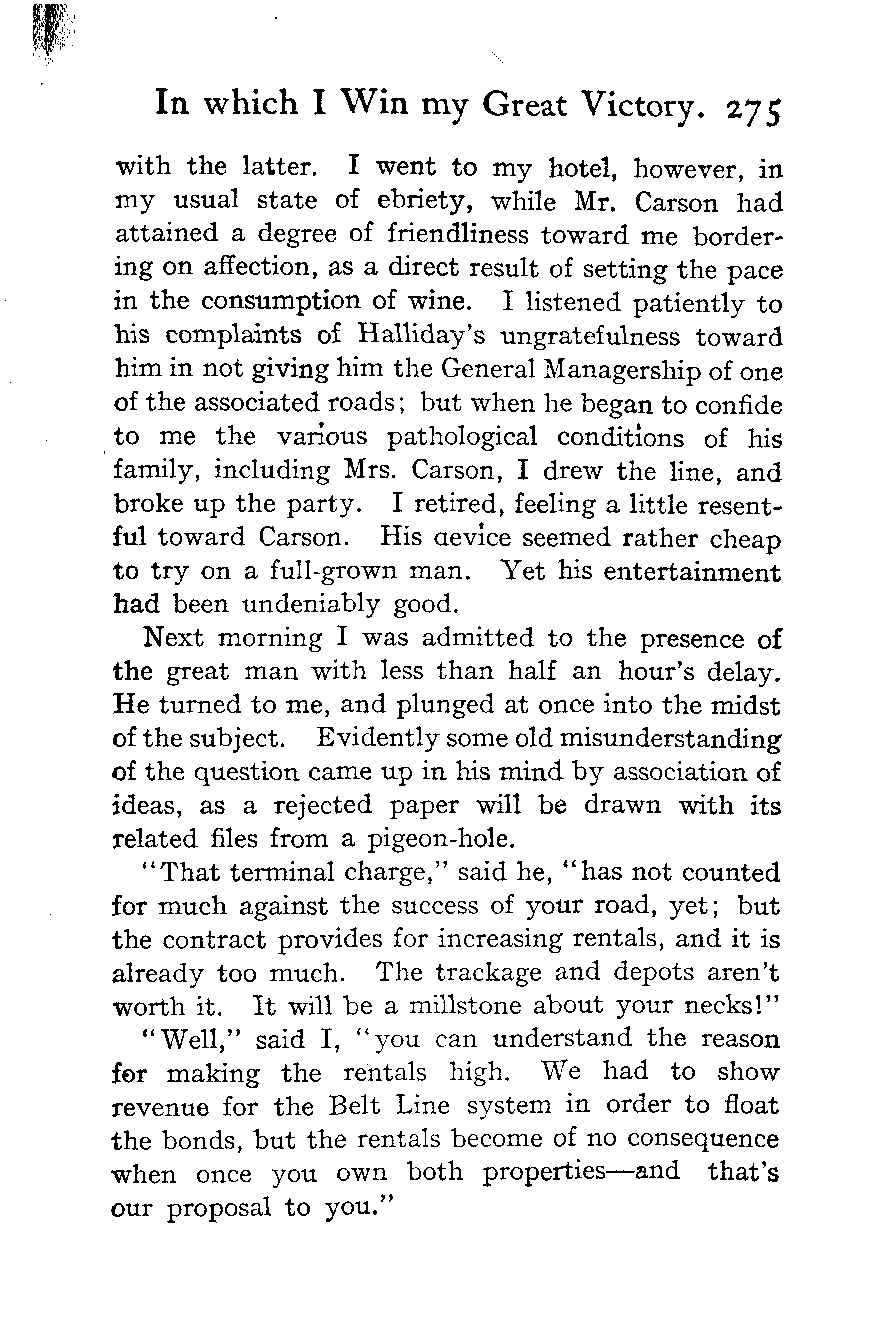 In which I Win my Great Victory. 275
with the latter. I went to my hotel, however, in
my usual state of ebriety, while Mr. Carson had
attained a degree of friendliness toward me border-
ing on affection, as a direct result of setting the pace
in the consumption of wine. I listened patiently to
his complaints of Halliday's ungratefulness toward
him in not giving him the General Managership of one
of the associated roads; but when he began to confide
to me the various pathological conditions of his
family, including Mrs. Carson, I drew the line, and
broke up the party. I retired, feeling a little resent-
ful toward Carson. His device seemed rather cheap
to try on a full-grown man. Yet his entertainment
had been undeniably good.
Next morning I was admitted to the presence of
the great man with less than half an hour's delay.
He turned to me, and plunged at once into the midst
of the subject. Evidently some old misunderstanding
of the question came up in his mind by association of
ideas, as a rejected paper will be drawn with its
related files from a pigeon-hole.
"That terminal charge," said he, "has not counted
for much against the success of your road, yet; but
the contract provides for increasing rentals, and it is
already too much. The trackage and depots aren't
worth it. It will be a millstone about your necks!"
"Well," said I, "you can understand the reason
for making the rentals high. We had to show
revenue for the Belt Line system in order to float
the bonds, but the rentals become of no consequence
when once you own both properties—and that's
our proposal to you."